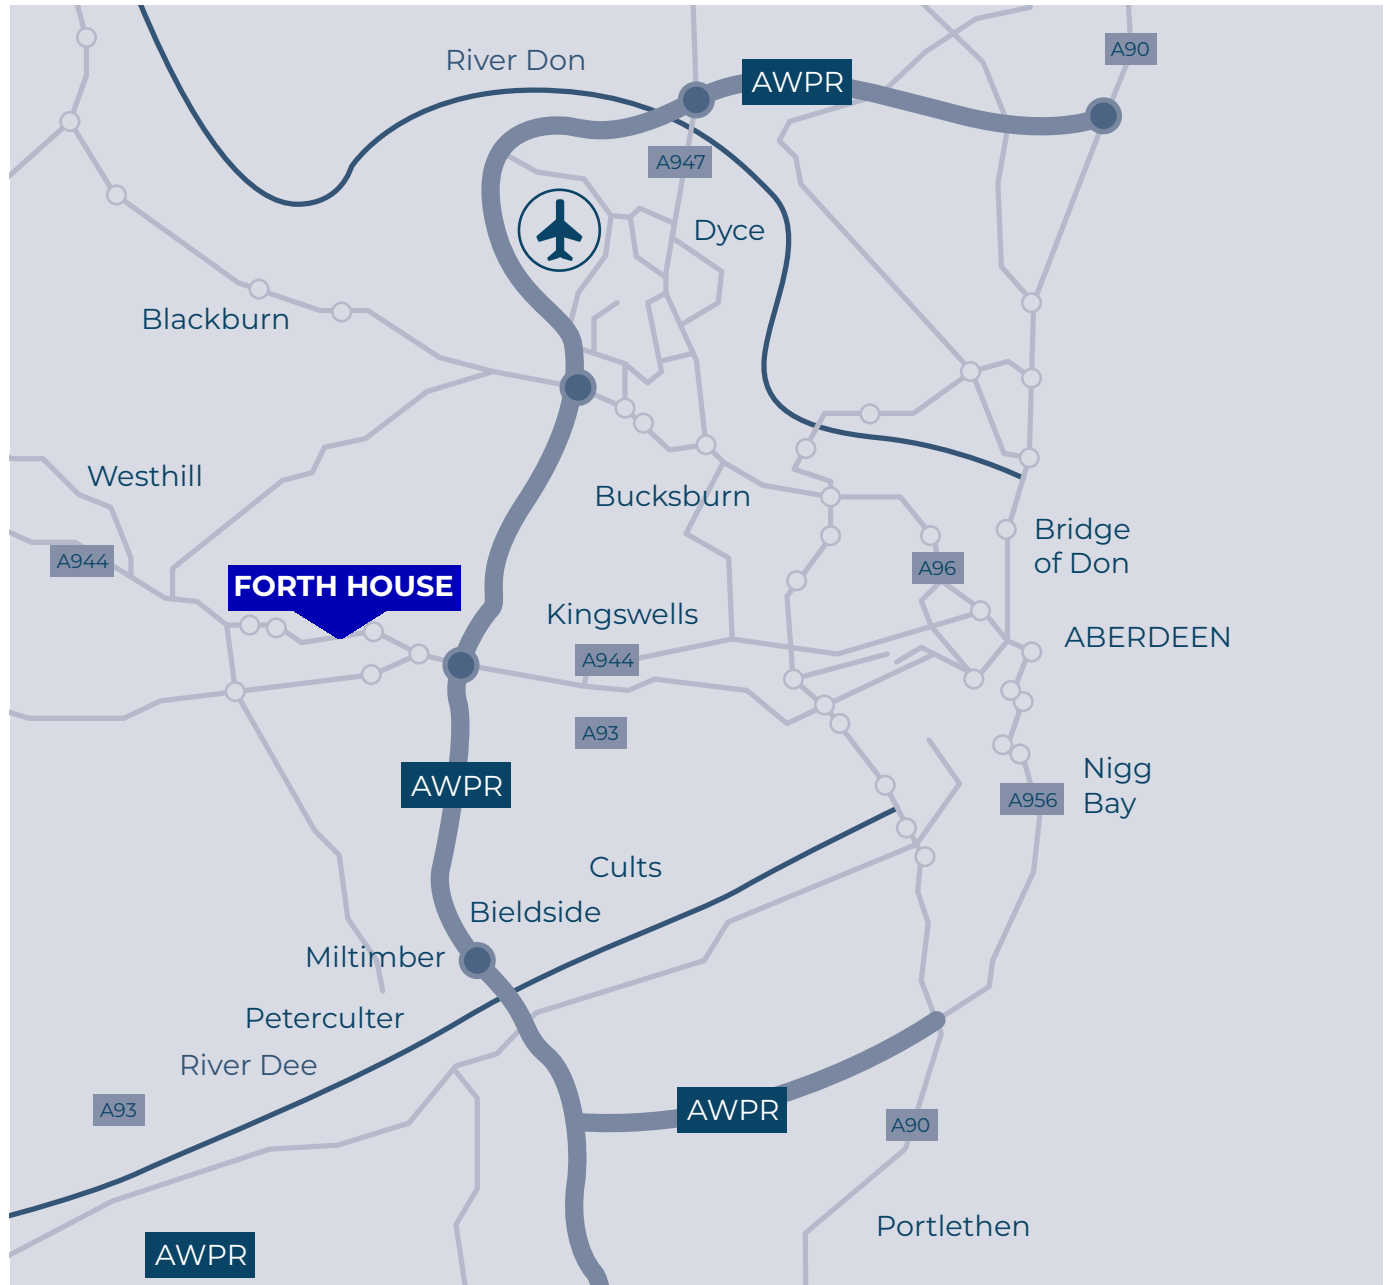 A90
River Don
AWPR
A947
Dyce
Blackburn
Westhill
Bucksburn
Bridge
of Don
A944
A96
FORTH HOUSE
Kingswells
ABERDEEN
A944
A93
AWPR
Nigg
Bay
A956
Cults
Bieldside
Miltimber
Peterculter
River Dee
A93
AWPR
A90
Portlethen
AWPR